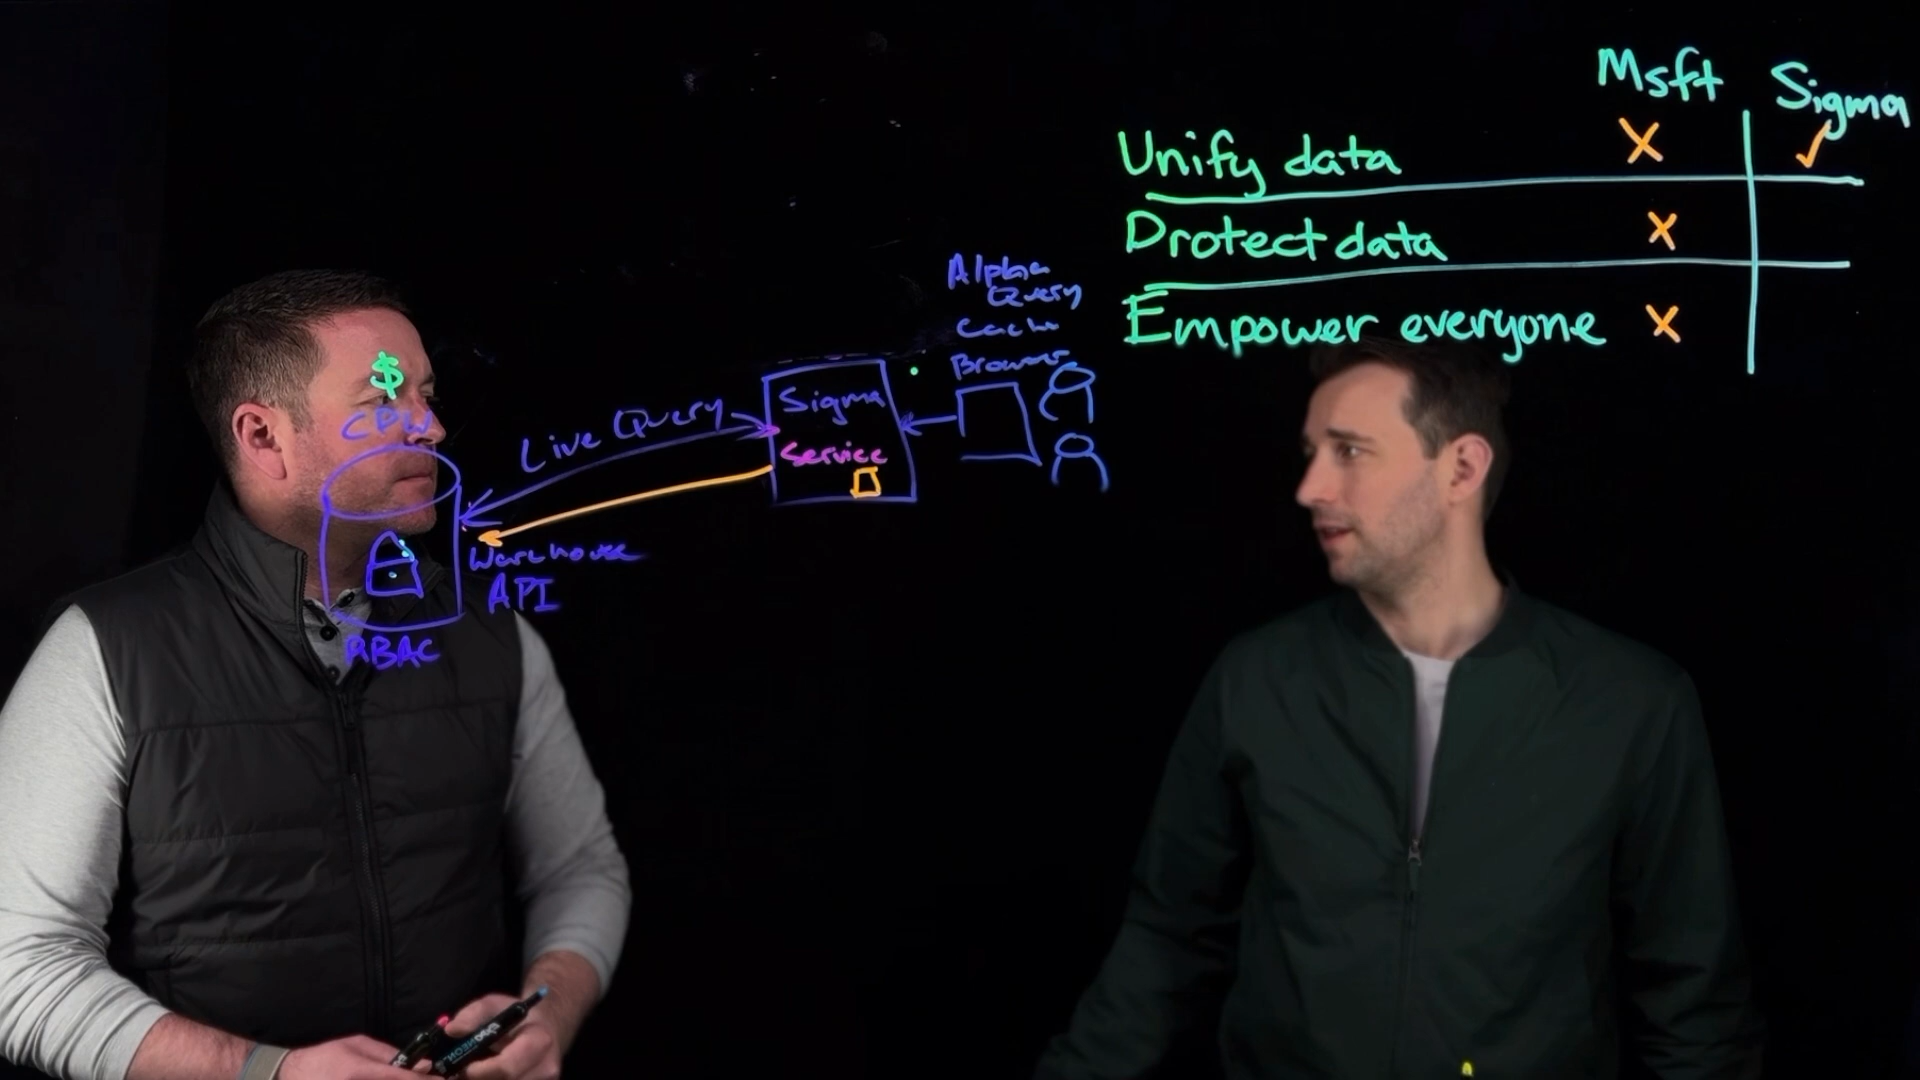 Msft Sigma
Unify data X ✓
Protect data X
Empower everyone X
Alpha
Query
Cache
Browser
$
CDW
Live Query
Sigma
Service
Warehouse
API
RBAC